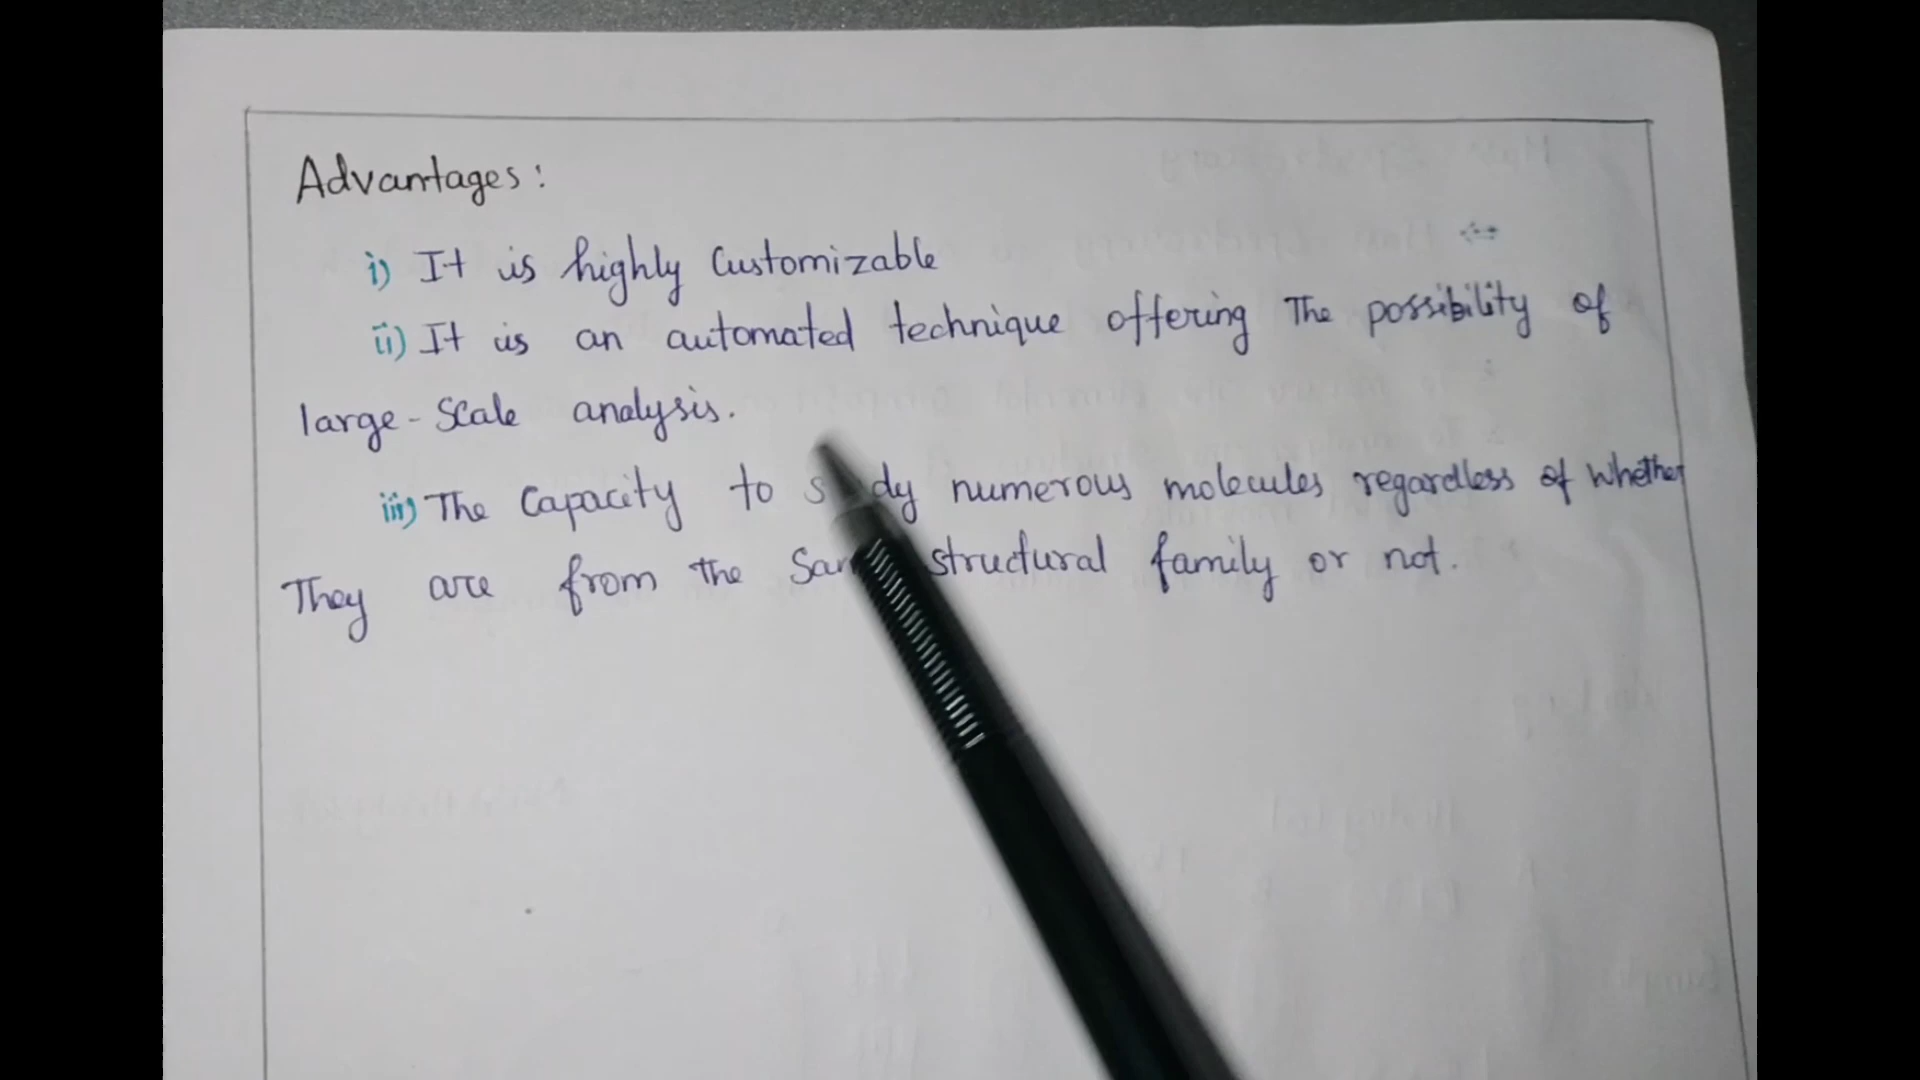 Advantages:
i) It is highly Customizable
ii) It is an automated technique offering The possibility of
large-Scale analysis.
iii) The Capacity to numerous molecules regardless of whether
They are from the structural family or not.